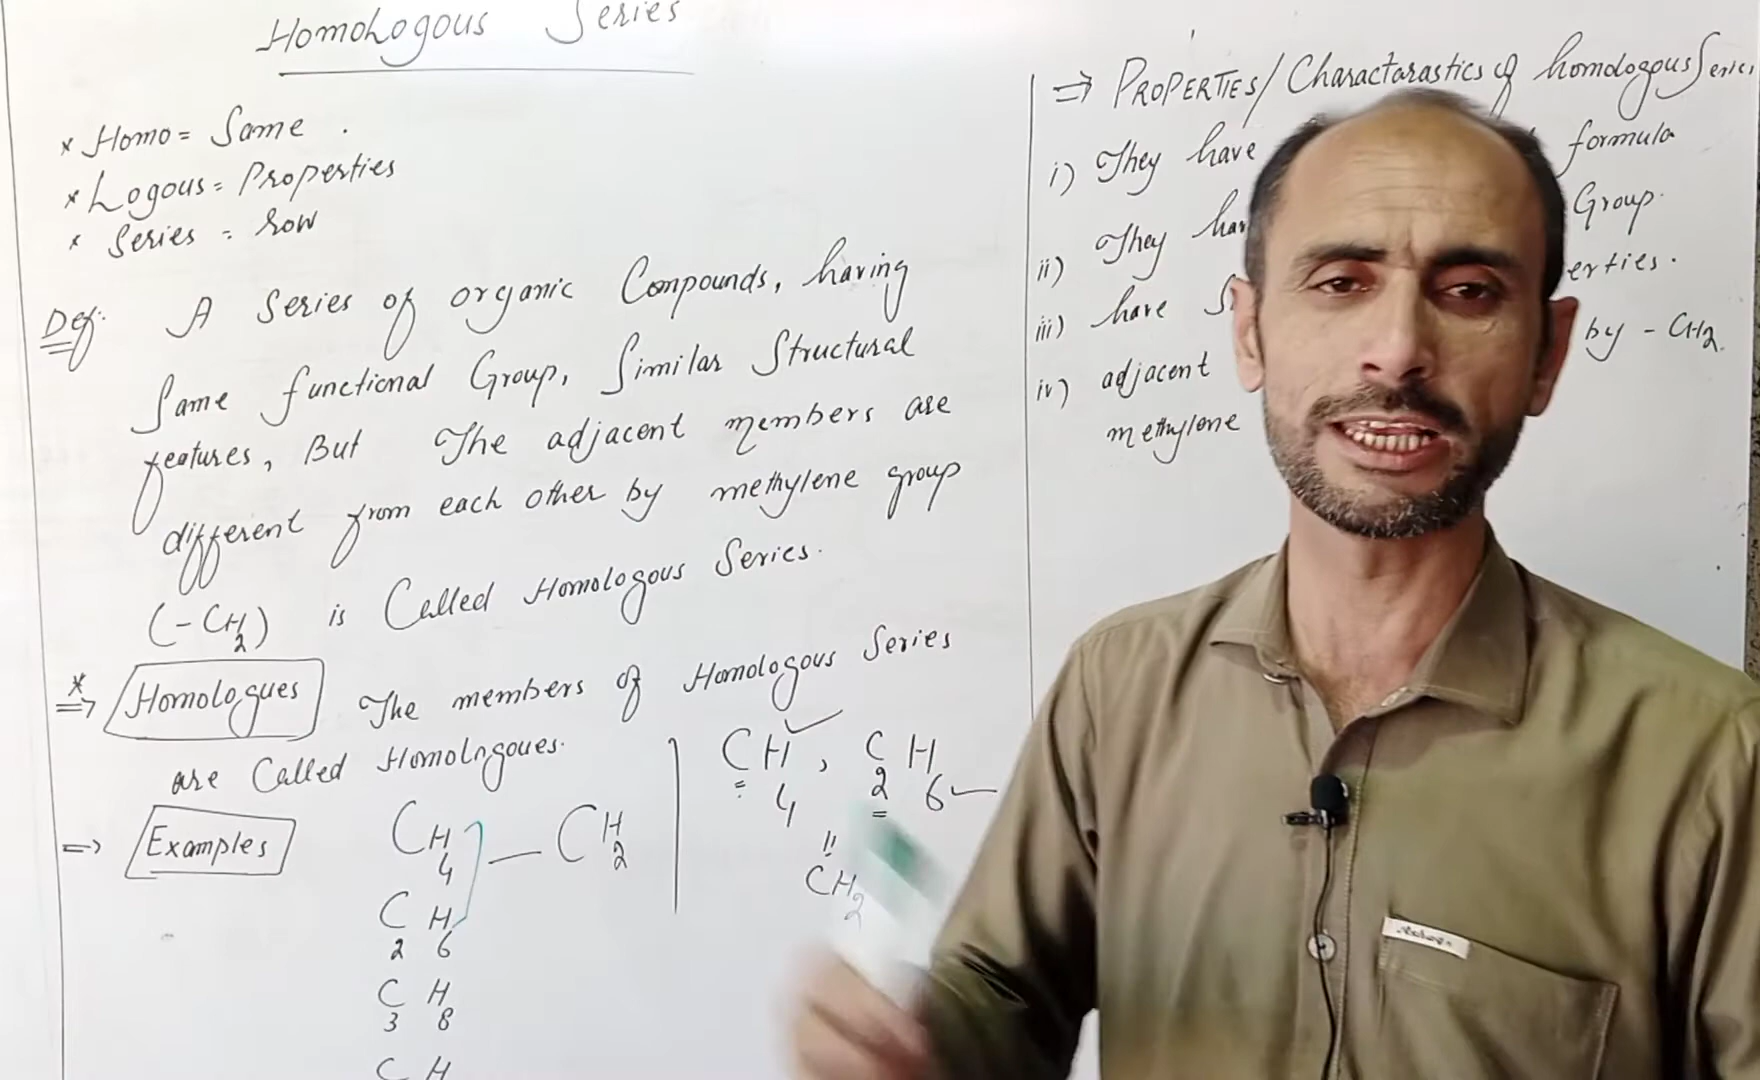 Homologous Series
* Homo = Same .
* Logous = Properties
* Series = row
Def: A Series of organic Compounds, having
Same functional Group, Similar Structural
features, But The adjacent members are
different from each other by methylene group
(-CH2) is Called Homologous Series.
*
=> Homologues The members of Homologous Series
are Called Homologoues.
=> Examples CH4 — CH2
C2H6
C3H8
C H
CH4, C2H6
"
CH2
=> PROPERTIES / Charactarastics of homologous Series
i) They have formula
ii) They hav Group.
iii) have S erties.
iv) adjacent by - CH2
methylene